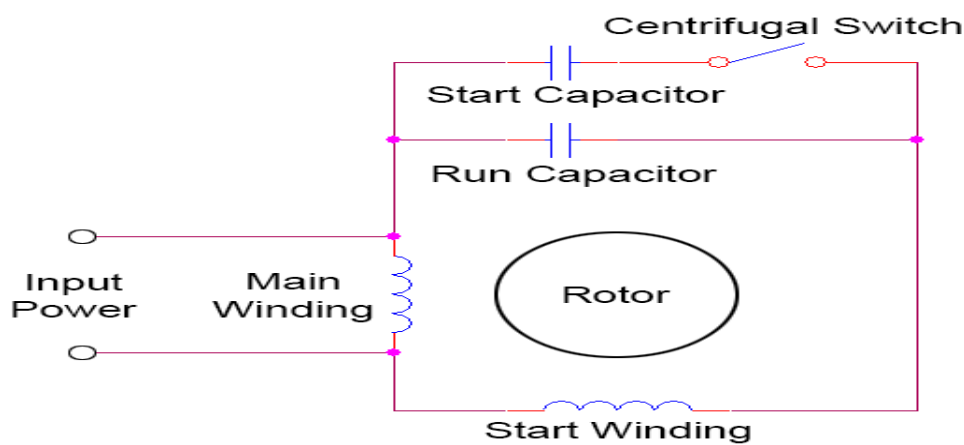 Centrifugal Switch
Start Capacitor
Run Capacitor
Input
Power
Main
Winding
Rotor
Start Winding